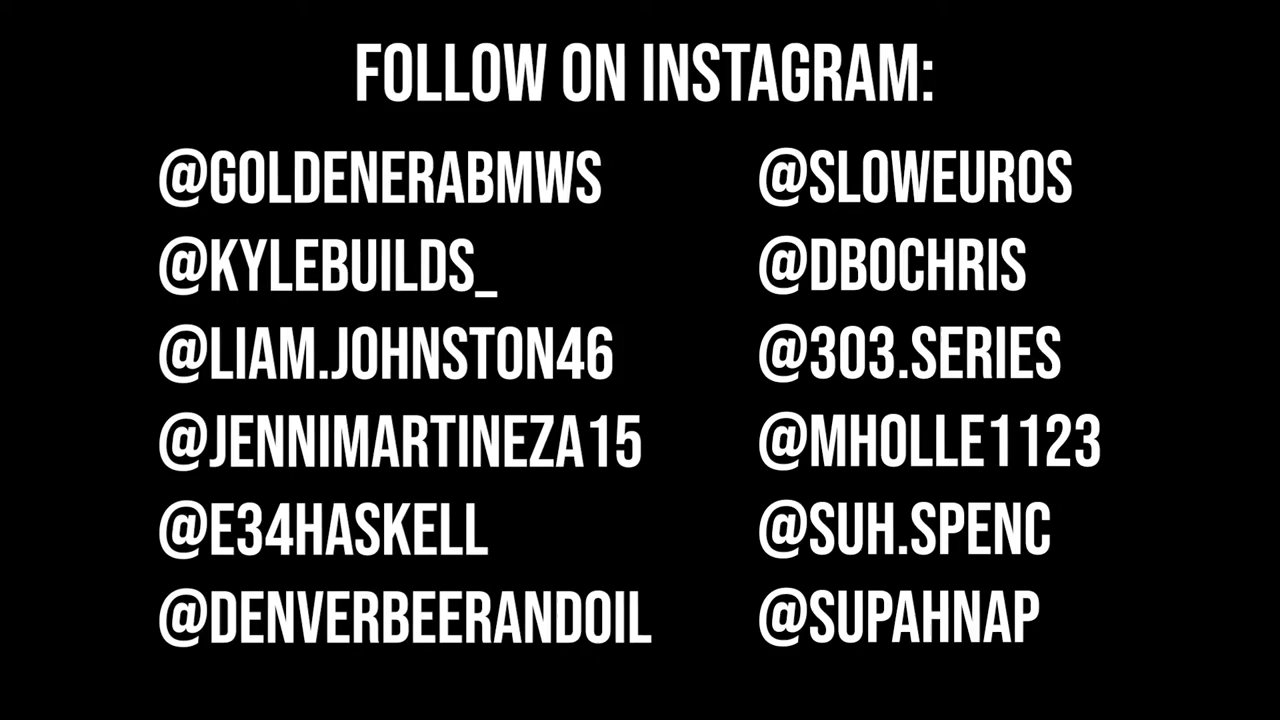 FOLLOW ON INSTAGRAM:
@GOLDENERABMWS
@KYLEBUILDS_
@LIAM.JOHNSTON46
@JENNIMARTINEZA15
@E34HASKELL
@DENVERBEERANDOIL
@SLOWEUROS
@DBOCHRIS
@303.SERIES
@MHOLLE1123
@SUH.SPENC
@SUPAHNAP